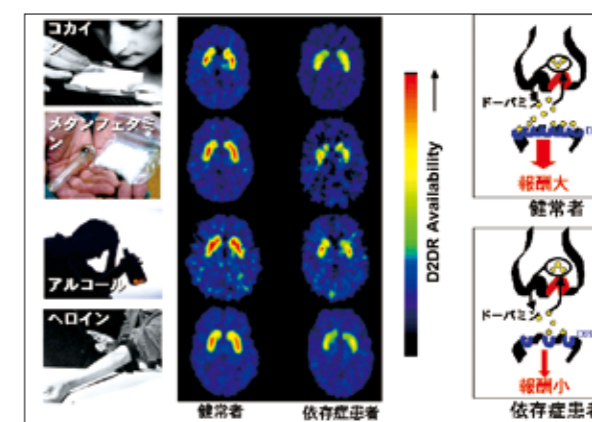 コカイ
ン
メタンフェタミ
ン
アルコール
ヘロイン
健常者
依存症患者
D2DR Availability
ドーパミン
報酬大
健常者
ドーパミン
報酬小
依存症患者